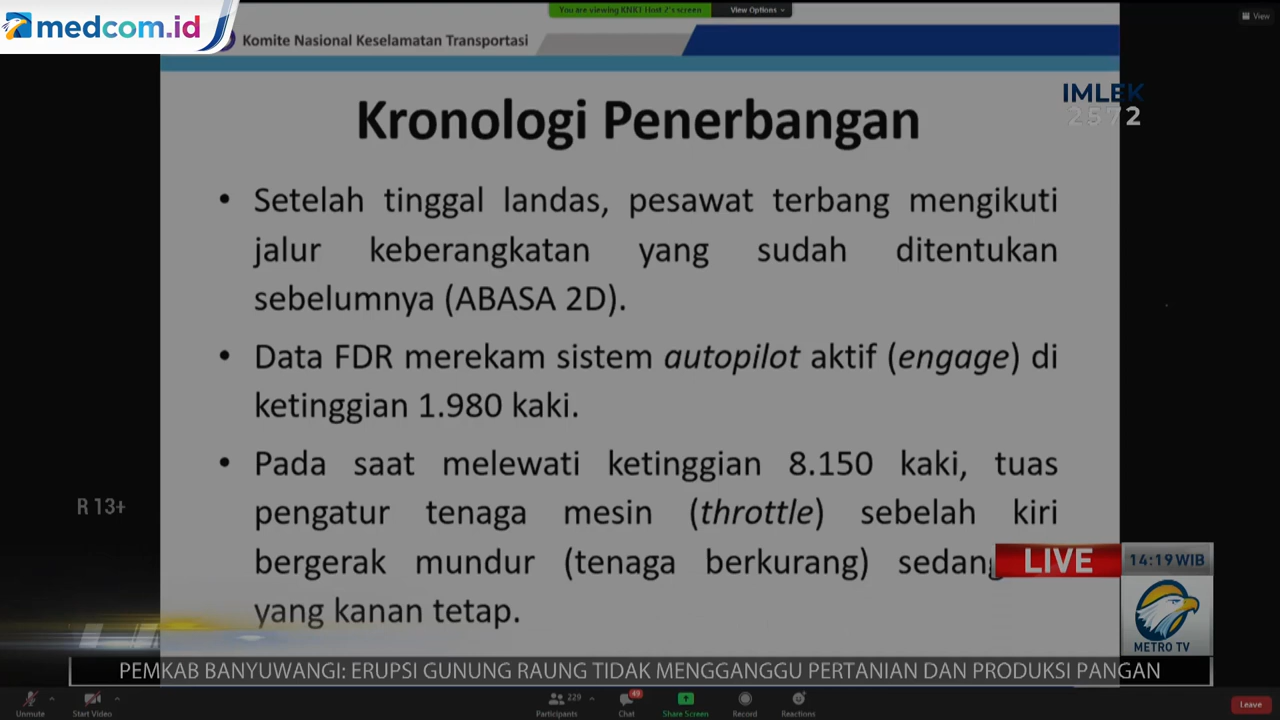 You are viewing KNKT Host 2's screen
View Options
View
medcom.id
Komite Nasional Keselamatan Transportasi
IMLEK
2572
Kronologi Penerbangan
• Setelah tinggal landas, pesawat terbang mengikuti
jalur keberangkatan yang sudah ditentukan
sebelumnya (ABASA 2D).
• Data FDR merekam sistem autopilot aktif (engage) di
ketinggian 1.980 kaki.
• Pada saat melewati ketinggian 8.150 kaki, tuas
pengatur tenaga mesin (throttle) sebelah kiri
bergerak mundur (tenaga berkurang) sedang
yang kanan tetap.
R 13+
LIVE
14:19 WIB
METRO TV
PEMKAB BANYUWANGI: ERUPSI GUNUNG RAUNG TIDAK MENGGANGGU PERTANIAN DAN PRODUKSI PANGAN
Unmute
Start Video
229
Participants
49
Chat
Share Screen
Record
Reactions
Leave